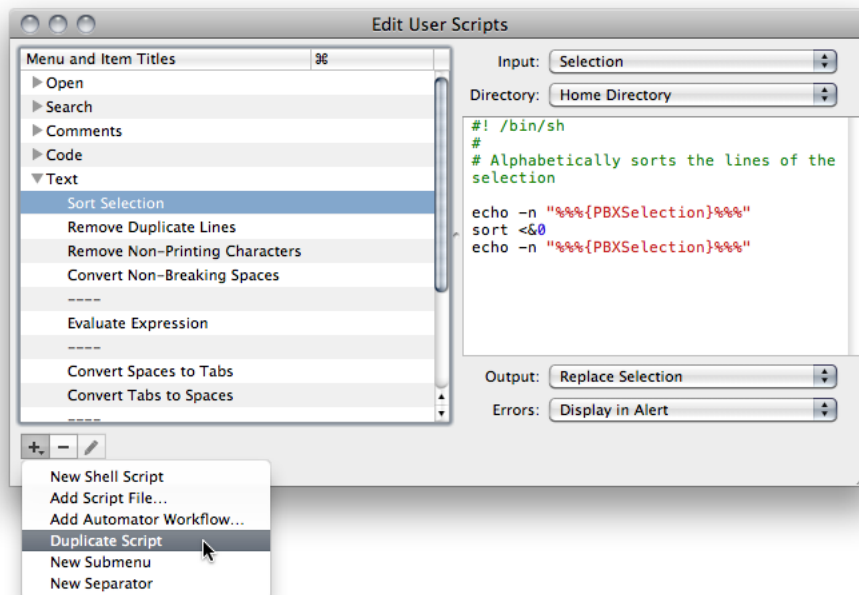 Edit User Scripts
Menu and Item Titles ⌘
Open
Search
Comments
Code
Text
Sort Selection
Remove Duplicate Lines
Remove Non-Printing Characters
Convert Non-Breaking Spaces
----
Evaluate Expression
----
Convert Spaces to Tabs
Convert Tabs to Spaces
----
Input: Selection
Directory: Home Directory
#! /bin/sh
#
# Alphabetically sorts the lines of the
selection
echo -n "%%%{PBXSelection}%%%"
sort <&0
echo -n "%%%{PBXSelection}%%%"
Output: Replace Selection
Errors: Display in Alert
New Shell Script
Add Script File...
Add Automator Workflow...
Duplicate Script
New Submenu
New Separator